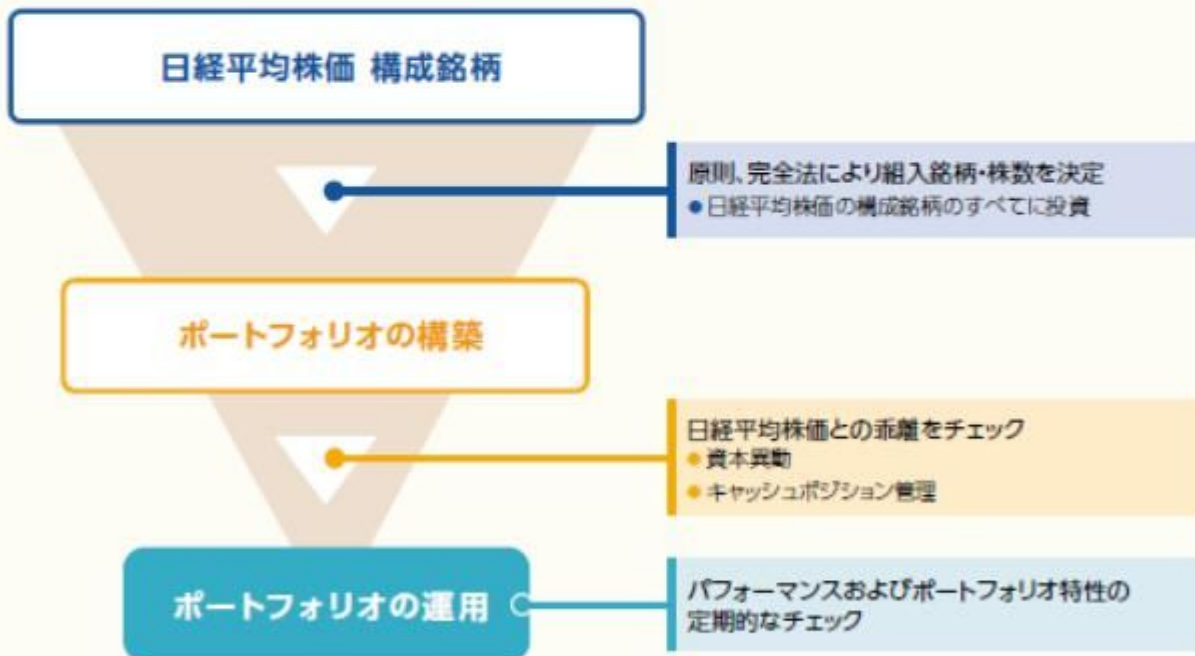 日経平均株価 構成銘柄
原則、完全法により組入銘柄・株数を決定
●日経平均株価の構成銘柄のすべてに投資
ポートフォリオの構築
日経平均株価との乖離をチェック
●資本異動
●キャッシュポジション管理
ポートフォリオの運用
パフォーマンスおよびポートフォリオ特性の
定期的なチェック